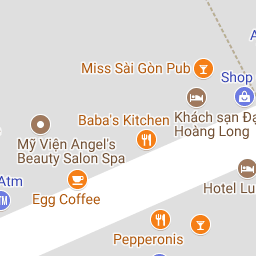 Miss Sài Gòn Pub
Shop
Khách sạn Đạ
Hoàng Long
Baba's Kitchen
Mỹ Viện Angel's
Beauty Salon Spa
Atm
Egg Coffee
Hotel Lu
Pepperonis